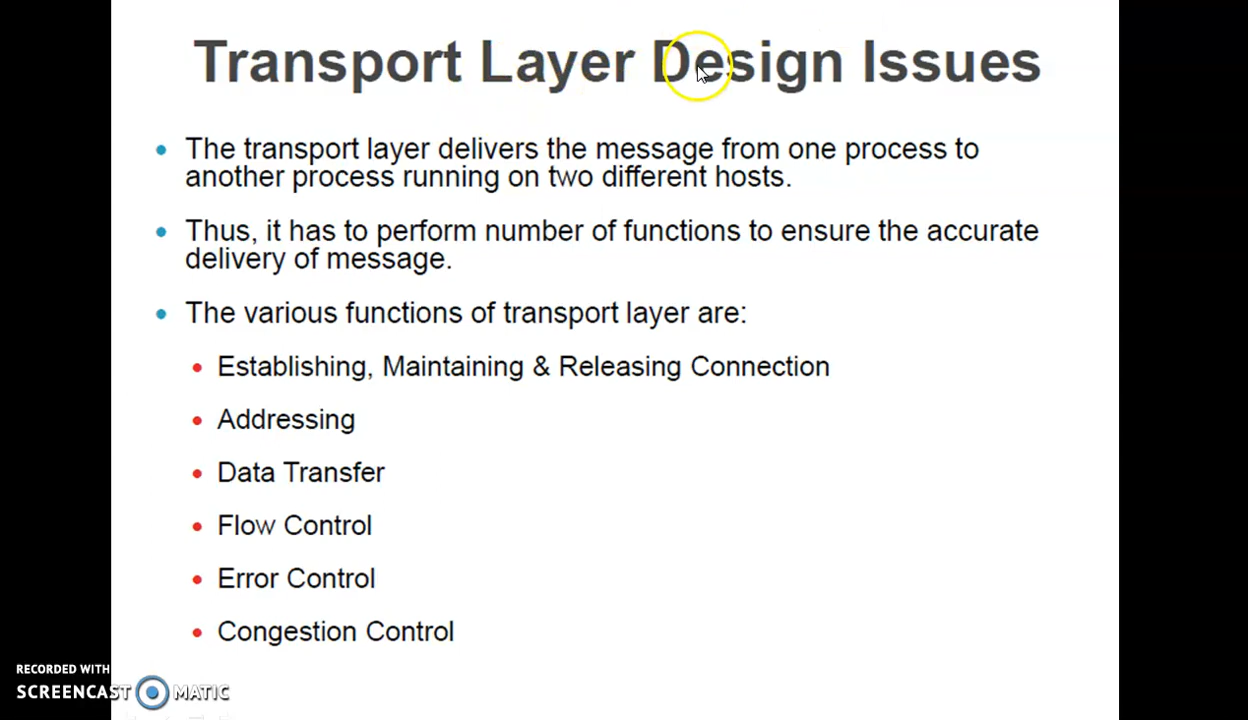 Transport Layer Design Issues
The transport layer delivers the message from one process to
another process running on two different hosts.
Thus, it has to perform number of functions to ensure the accurate
delivery of message.
The various functions of transport layer are:
Establishing, Maintaining & Releasing Connection
Addressing
Data Transfer
Flow Control
Error Control
Congestion Control
RECORDED WITH
SCREENCAST MATIC